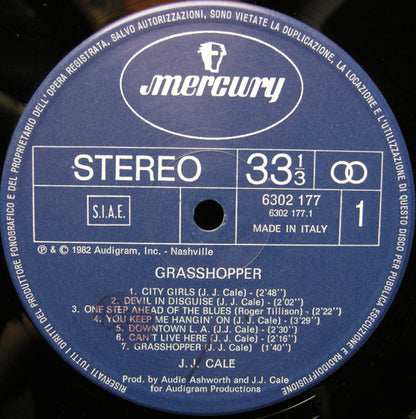 RISERVATI TUTTI I DIRITTI DEL PRODUTTORE FONOGRAFICO E DEL PROPRIETARIO DELL'OPERA REGISTRATA. SALVO AUTORIZZAZIONI, SONO VIETATE LA DUPLICAZIONE, LA LOCAZIONE E L'UTILIZZAZIONE DI QUESTO DISCO PER PUBBLICA ESECUZIONE E RADIODIFFUSIONE
mercury
STEREO
33 1/3
S.I.A.E.
6302 177
6302 177.1
MADE IN ITALY
1
℗ & © 1982 Audigram, Inc. - Nashville
GRASSHOPPER
1. CITY GIRLS (J. J. Cale) - (2'48")
2. DEVIL IN DISGUISE (J. J. Cale) - (2'02")
3. ONE STEP AHEAD OF THE BLUES (Roger Tillison) - (2'22")
4. YOU KEEP ME HANGIN' ON (J. J. Cale) - (3'29")
5. DOWNTOWN L. A. (J.J. Cale) - (2'30")
6. CAN'T LIVE HERE (J. J. Cale) - (2'16")
7. GRASSHOPPER (J. J. Cale) (1'40")
J. J. CALE
Prod. by Audie Ashworth and J.J. Cale
for Audigram Productions